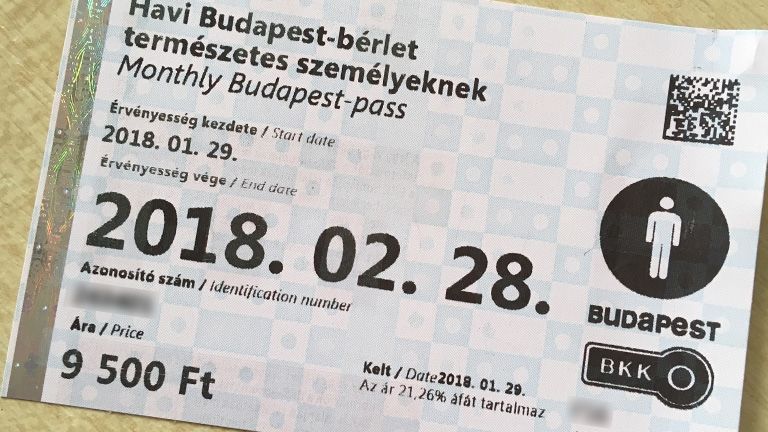 Havi Budapest-bérlet
természetes személyeknek
Monthly Budapest-pass
Érvényesség kezdete / Start date
2018. 01. 29.
Érvényesség vége / End date
2018. 02. 28.
Azonosító szám / Identification number
Ára / Price
9 500 Ft
Kelt / Date2018. 01. 29.
Az ár 21,26% áfát tartalmaz
BUDAPEST
BKK